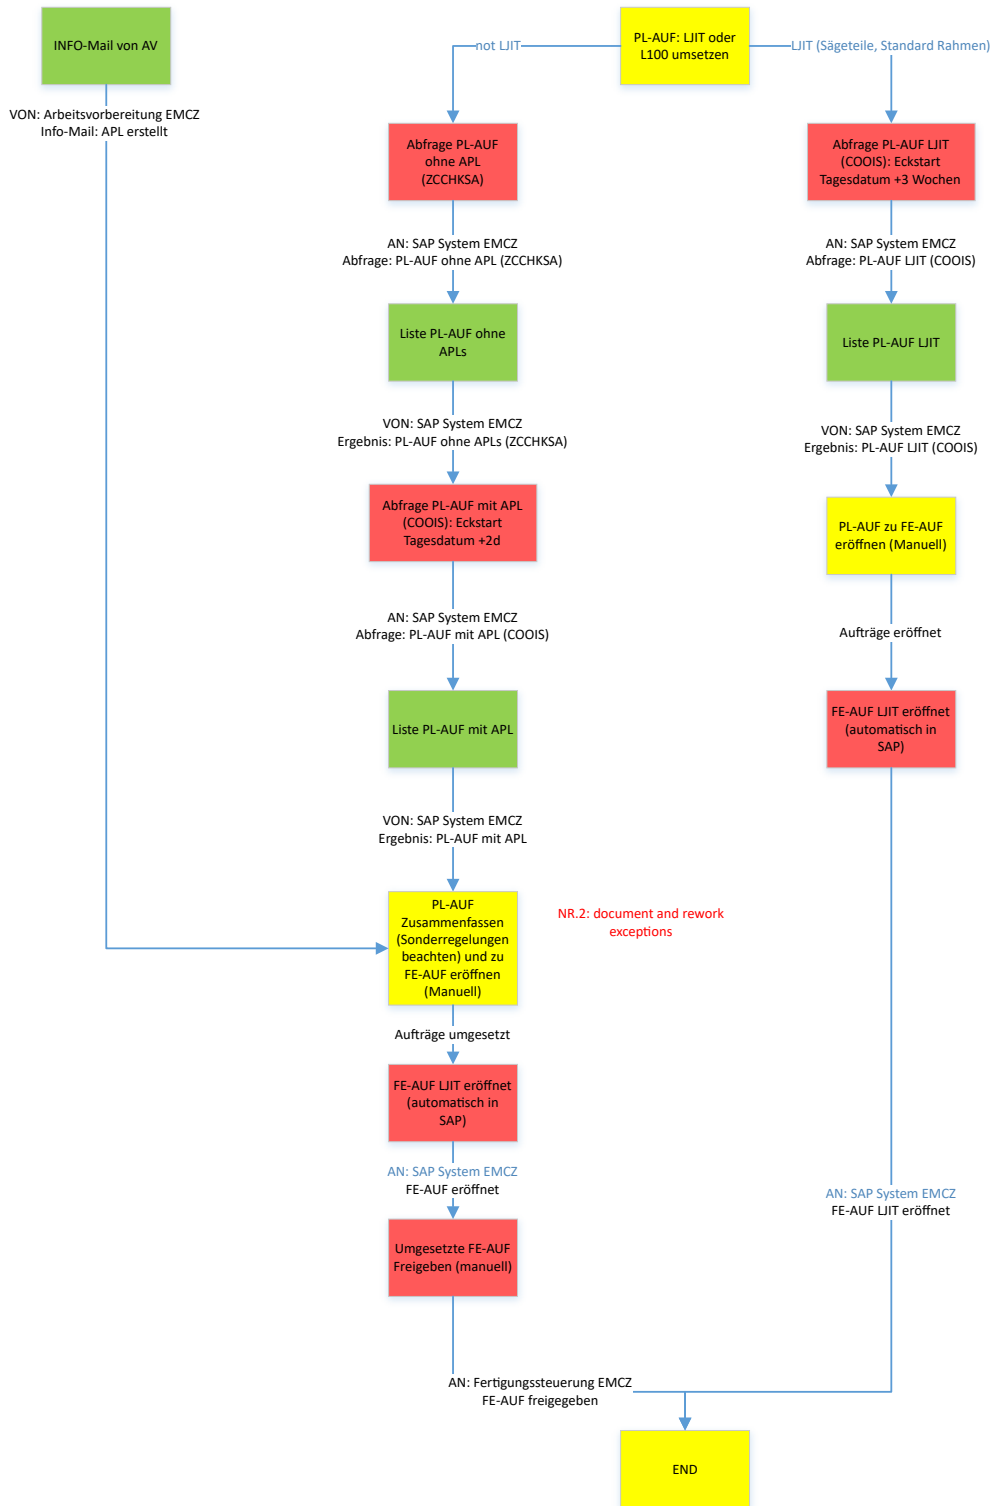 INFO-Mail von AV
PL-AUF: LJIT oder
L100 umsetzen
not LJIT
LJIT (Sägeteile, Standard Rahmen)
VON: Arbeitsvorbereitung EMCZ
Info-Mail: APL erstellt
Abfrage PL-AUF
ohne APL
(ZCCHKSA)
Abfrage PL-AUF LJIT
(COOIS): Eckstart
Tagesdatum +3 Wochen
AN: SAP System EMCZ
Abfrage: PL-AUF ohne APL (ZCCHKSA)
AN: SAP System EMCZ
Abfrage: PL-AUF LJIT (COOIS)
Liste PL-AUF ohne
APLs
Liste PL-AUF LJIT
VON: SAP System EMCZ
Ergebnis: PL-AUF ohne APLs (ZCCHKSA)
VON: SAP System EMCZ
Ergebnis: PL-AUF LJIT (COOIS)
Abfrage PL-AUF mit APL
(COOIS): Eckstart
Tagesdatum +2d
PL-AUF zu FE-AUF
eröffnen (Manuell)
AN: SAP System EMCZ
Abfrage: PL-AUF mit APL (COOIS)
Aufträge eröffnet
Liste PL-AUF mit APL
FE-AUF LJIT eröffnet
(automatisch in
SAP)
VON: SAP System EMCZ
Ergebnis: PL-AUF mit APL
PL-AUF
Zusammenfassen
(Sonderregelungen
beachten) und zu
FE-AUF eröffnen
(Manuell)
NR.2: document and rework
exceptions
Aufträge umgesetzt
FE-AUF LJIT eröffnet
(automatisch in
SAP)
AN: SAP System EMCZ
FE-AUF eröffnet
AN: SAP System EMCZ
FE-AUF LJIT eröffnet
Umgesetzte FE-AUF
Freigeben (manuell)
AN: Fertigungssteuerung EMCZ
FE-AUF freigegeben
END